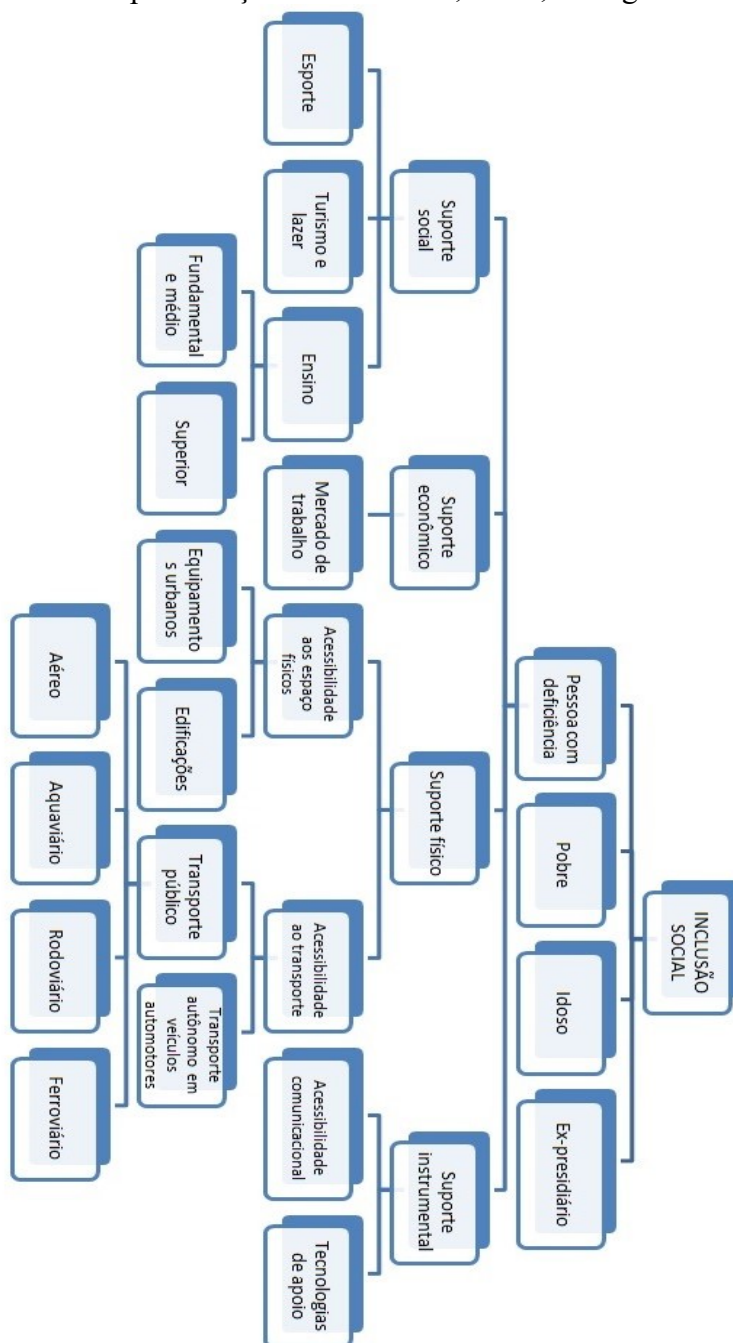 INCLUSÃO
SOCIAL
Pessoa com
deficiência
Pobre
Idoso
Ex-presidiário
Suporte
social
Suporte
econômico
Suporte físico
Suporte
instrumental
Esporte
Turismo e
lazer
Ensino
Mercado de
trabalho
Acessibilidade
aos espaço
físicos
Acessibilidade
ao transporte
Acessibilidade
comunicacional
Tecnologias
de apoio
Fundamental
e médio
Superior
Equipamento
s urbanos
Edificações
Transporte
público
Transporte
autônomo em
veículos
automotores
Aéreo
Aquaviário
Rodoviário
Ferroviário